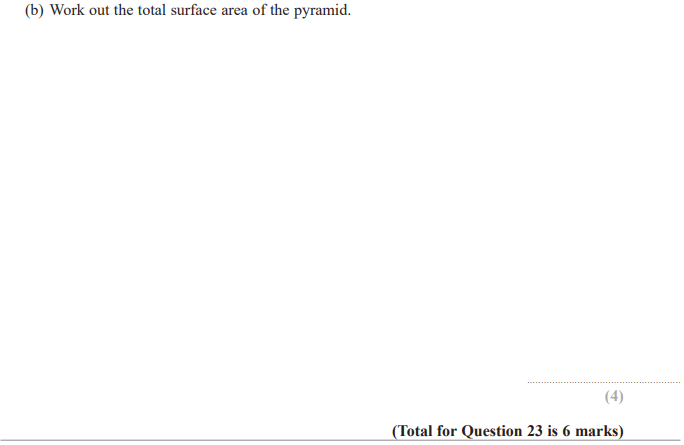 (b) Work out the total surface area of the pyramid.
(4)
(Total for Question 23 is 6 marks)